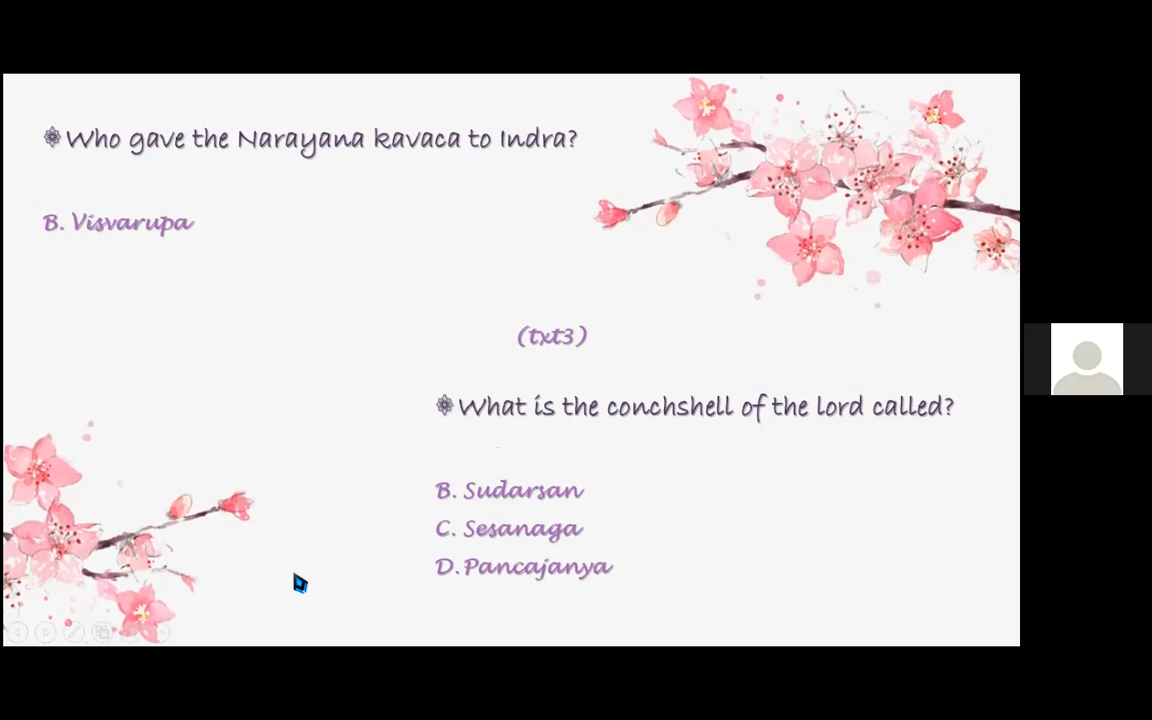 Who gave the Narayana kavaca to Indra?
B. Visvarupa
(txt3)
What is the conchshell of the lord called?
B. Sudarsan
C. Sesanaga
D. Pancajanya